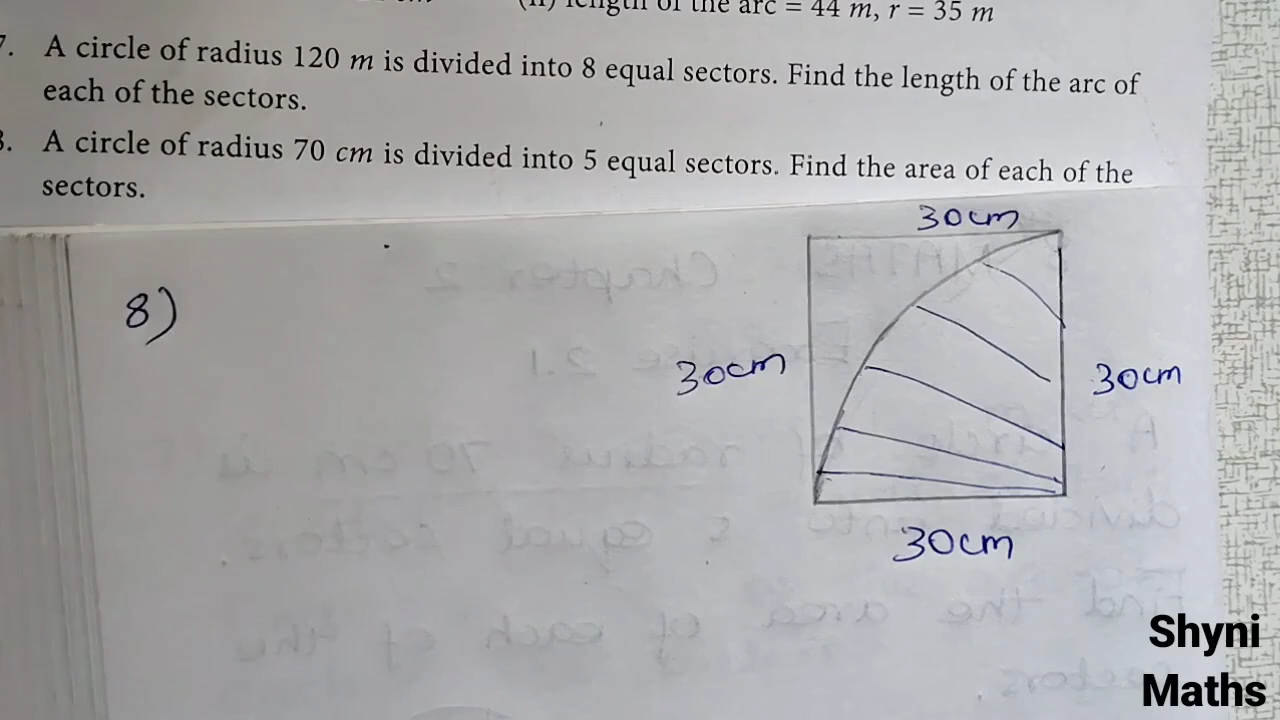 (ii) length of the arc = 44 m, r = 35 m
7. A circle of radius 120 m is divided into 8 equal sectors. Find the length of the arc of
each of the sectors.
A circle of radius 70 cm is divided into 5 equal sectors. Find the area of each of the
sectors.
30cm
8)
30cm
30cm
30cm
Shyni
Maths